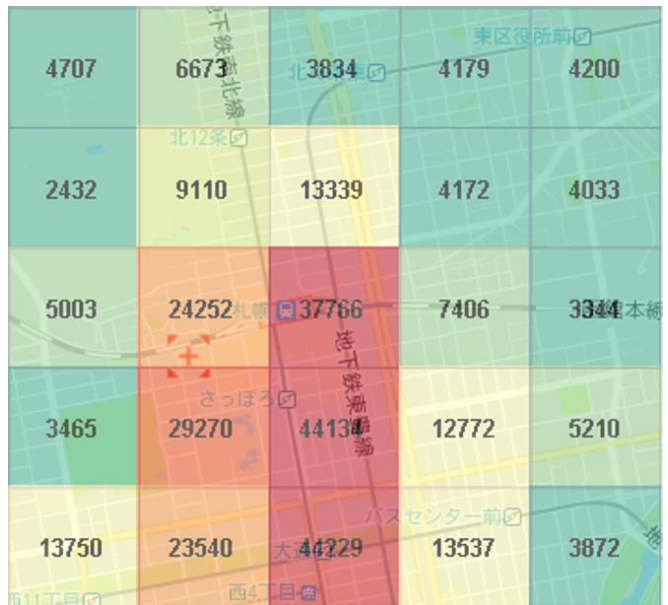 4707 6673 3834 4179 4200
東区役所前
地下鉄南北線
北12条
2432 9110 13339 4172 4033
5003 24252 37766 7406 3344
札幌
本線
3465 29270 12772 5210
さっぽろ
地下鉄東豊線
13750 23540 44229 13537 3872
バスセンター前
大通
西11丁目
西4丁目